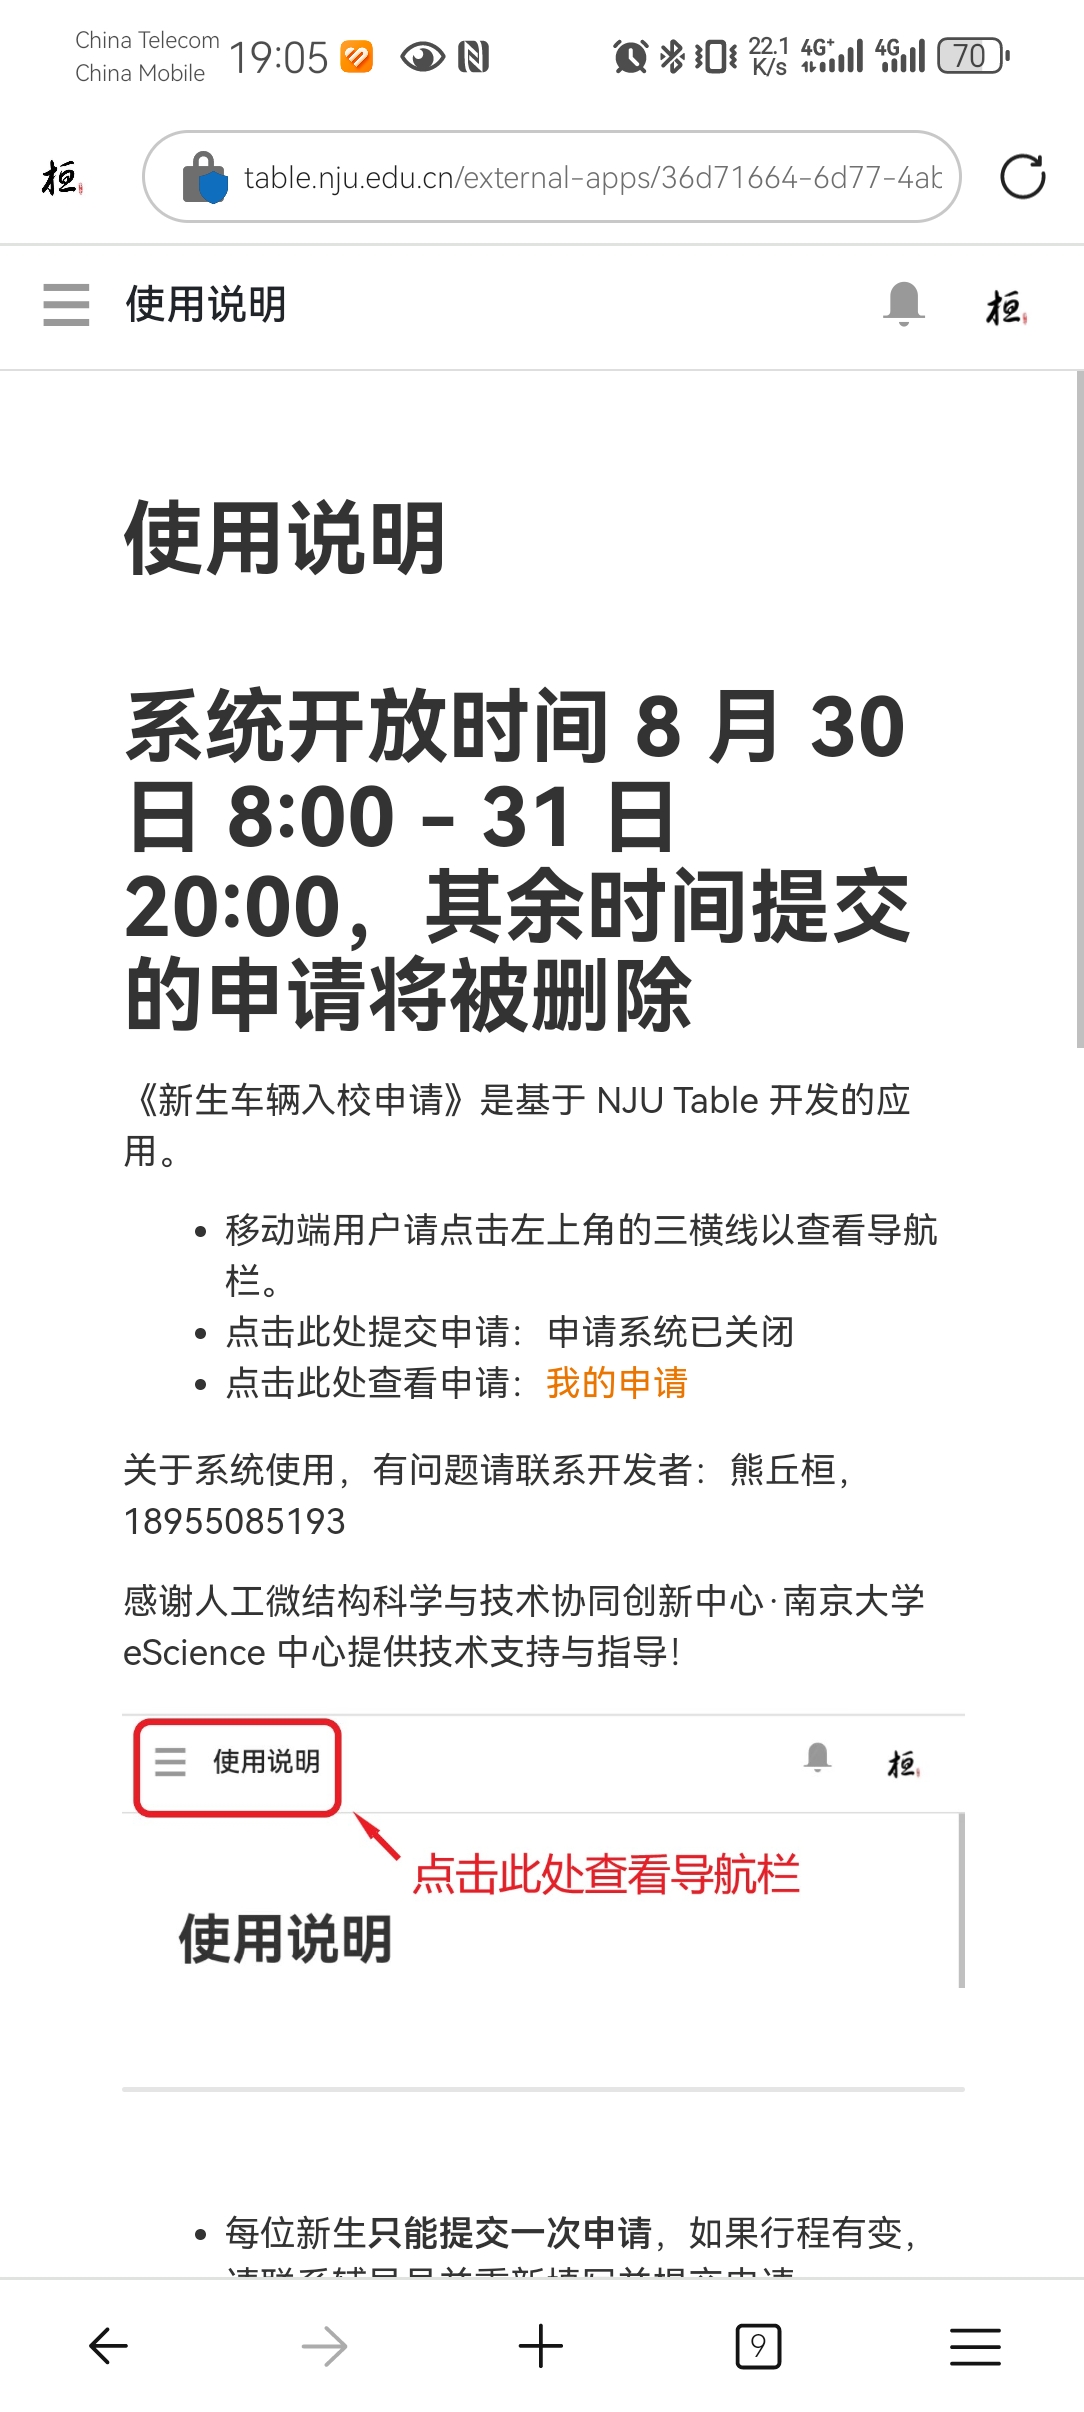 China Telecom
China Mobile
19:05
22.1
K/s
4G+
4G
70
桓
table.nju.edu.cn/external-apps/36d71664-6d77-4ab
使用说明
桓
使用说明
系统开放时间 8 月 30
日 8:00 - 31 日
20:00，其余时间提交
的申请将被删除
《新生车辆入校申请》是基于 NJU Table 开发的应
用。
• 移动端用户请点击左上角的三横线以查看导航
栏。
• 点击此处提交申请：申请系统已关闭
• 点击此处查看申请：我的申请
关于系统使用，有问题请联系开发者：熊丘桓，
18955085193
感谢人工微结构科学与技术协同创新中心·南京大学
eScience 中心提供技术支持与指导！
使用说明
桓
点击此处查看导航栏
使用说明
• 每位新生只能提交一次申请，如果行程有变，
9